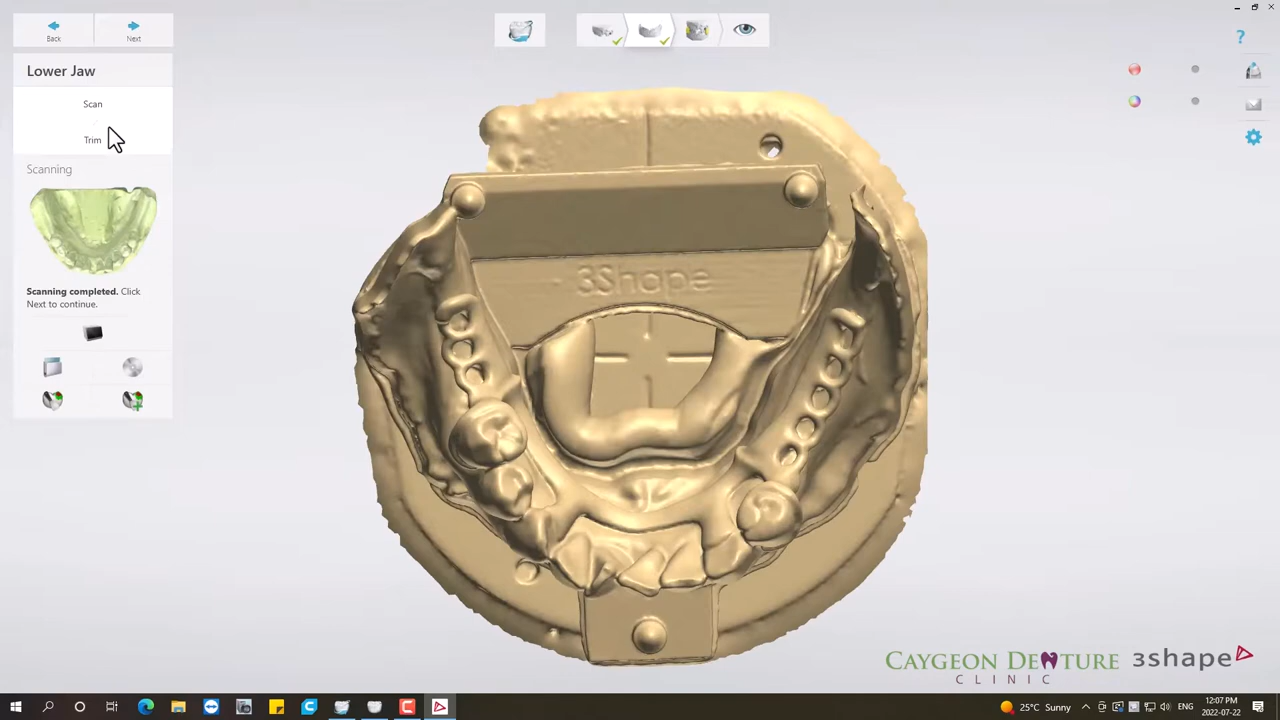 Back
Next
Lower Jaw
Scan
Trim
Scanning
Scanning completed. Click
Next to continue.
?
3Shape
CAYGEON DENTURE
CLINIC
3shape
25°C Sunny
ENG
12:07 PM
2022-07-22